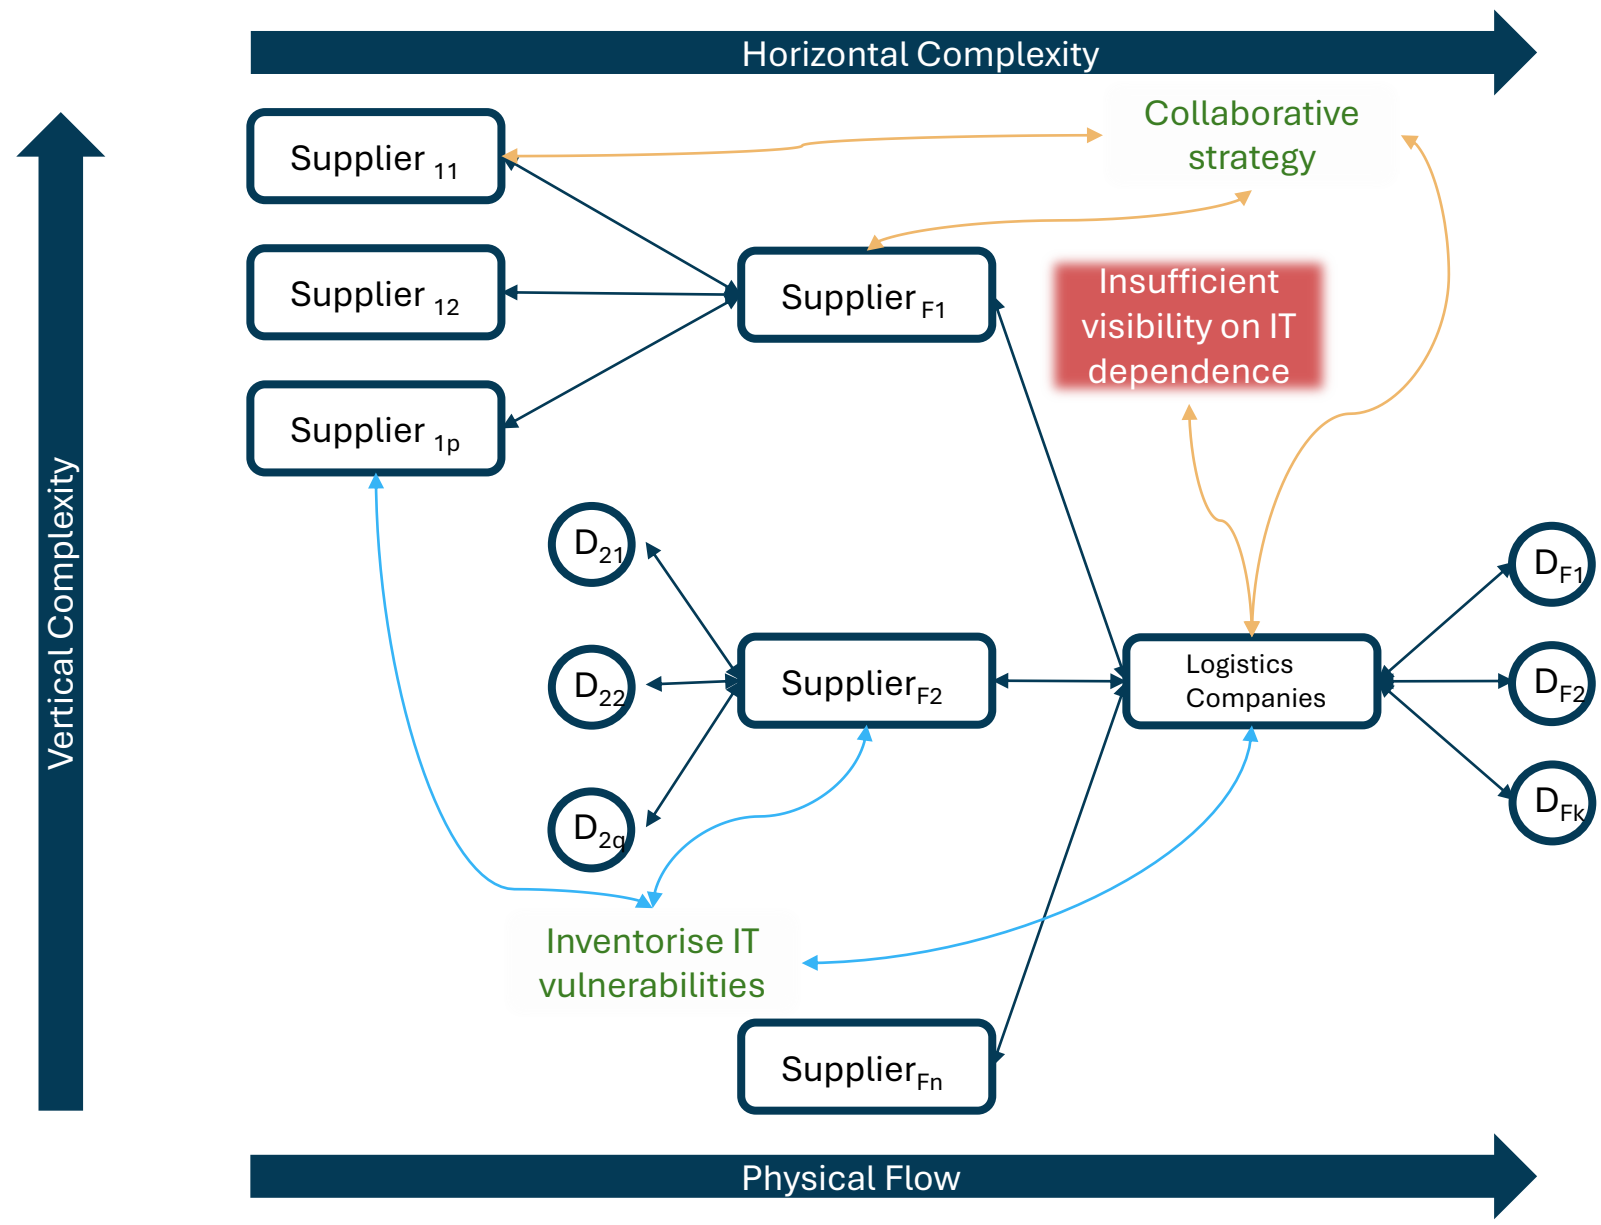 Horizontal Complexity
Vertical Complexity
Collaborative
strategy
Supplier 11
Supplier 12
Supplier F1
Insufficient
visibility on IT
dependence
Supplier 1p
D21
D22
D2q
SupplierF2
Logistics
Companies
DF1
DF2
DFk
Inventorise IT
vulnerabilities
SupplierFn
Physical Flow